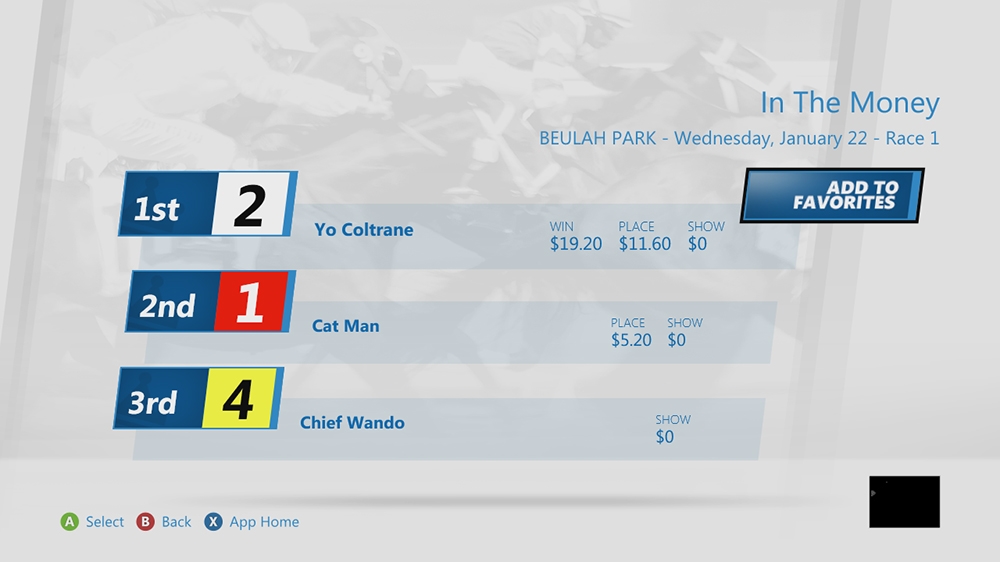 In The Money
BEULAH PARK - Wednesday, January 22 - Race 1
ADD TO
FAVORITES
1st 2
Yo Coltrane
WIN PLACE SHOW
$19.20 $11.60 $0
2nd 1
Cat Man
PLACE SHOW
$5.20 $0
3rd 4
Chief Wando
SHOW
$0
A Select B Back X App Home